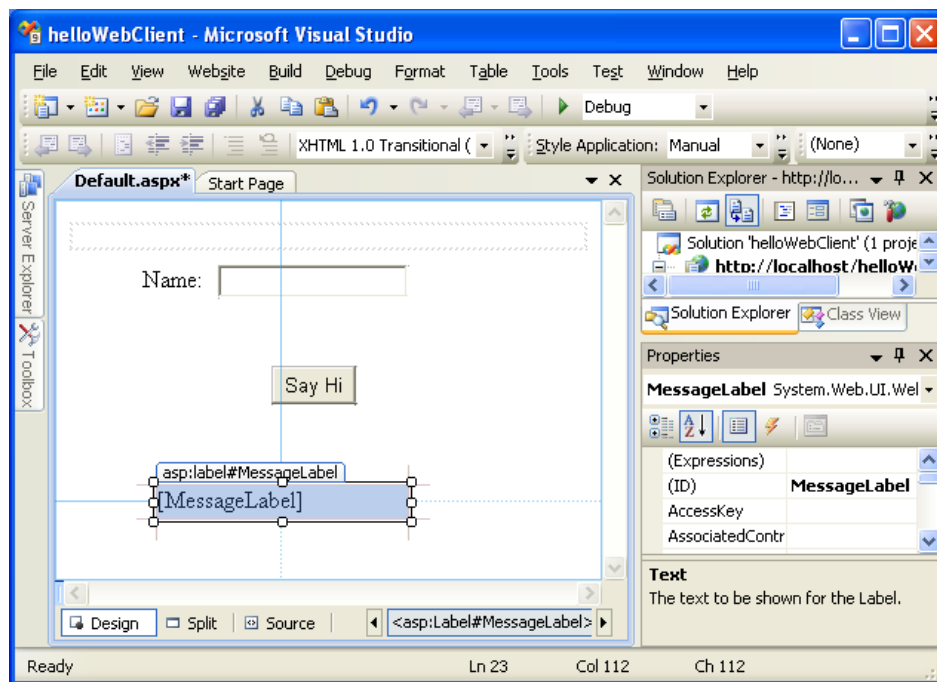 helloWebClient - Microsoft Visual Studio
File Edit View Website Build Debug Format Table Tools Test Window Help
Debug
XHTML 1.0 Transitional ( Style Application: Manual (None)
Server Explorer
Toolbox
Default.aspx* Start Page
Name:
Say Hi
asp:label#MessageLabel
[MessageLabel]
Design Split Source <asp:Label#MessageLabel>
Solution Explorer - http://lo...
Solution 'helloWebClient' (1 proje
http://localhost/helloW
Solution Explorer Class View
Properties
MessageLabel System.Web.UI.Wel
(Expressions)
(ID) MessageLabel
AccessKey
AssociatedContr
Text
The text to be shown for the Label.
Ready Ln 23 Col 112 Ch 112